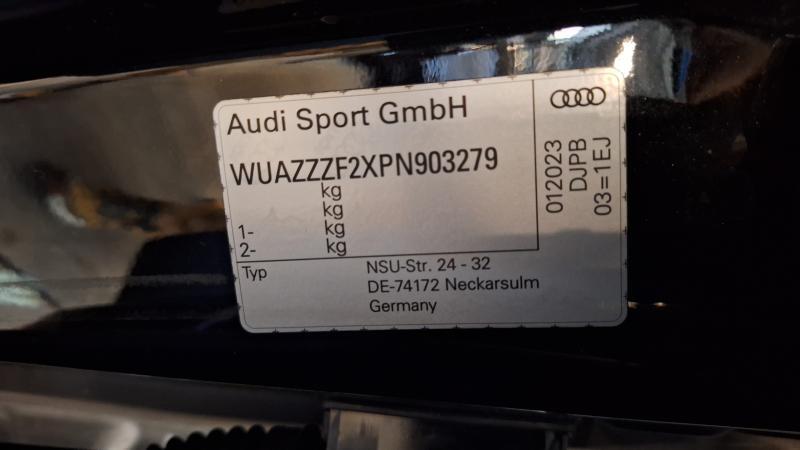 Audi Sport GmbH
WUAZZZF2XPN903279
kg
kg
1- kg
2- kg
Typ NSU-Str. 24 - 32
DE-74172 Neckarsulm
Germany
012023
DJPB
03=1EJ